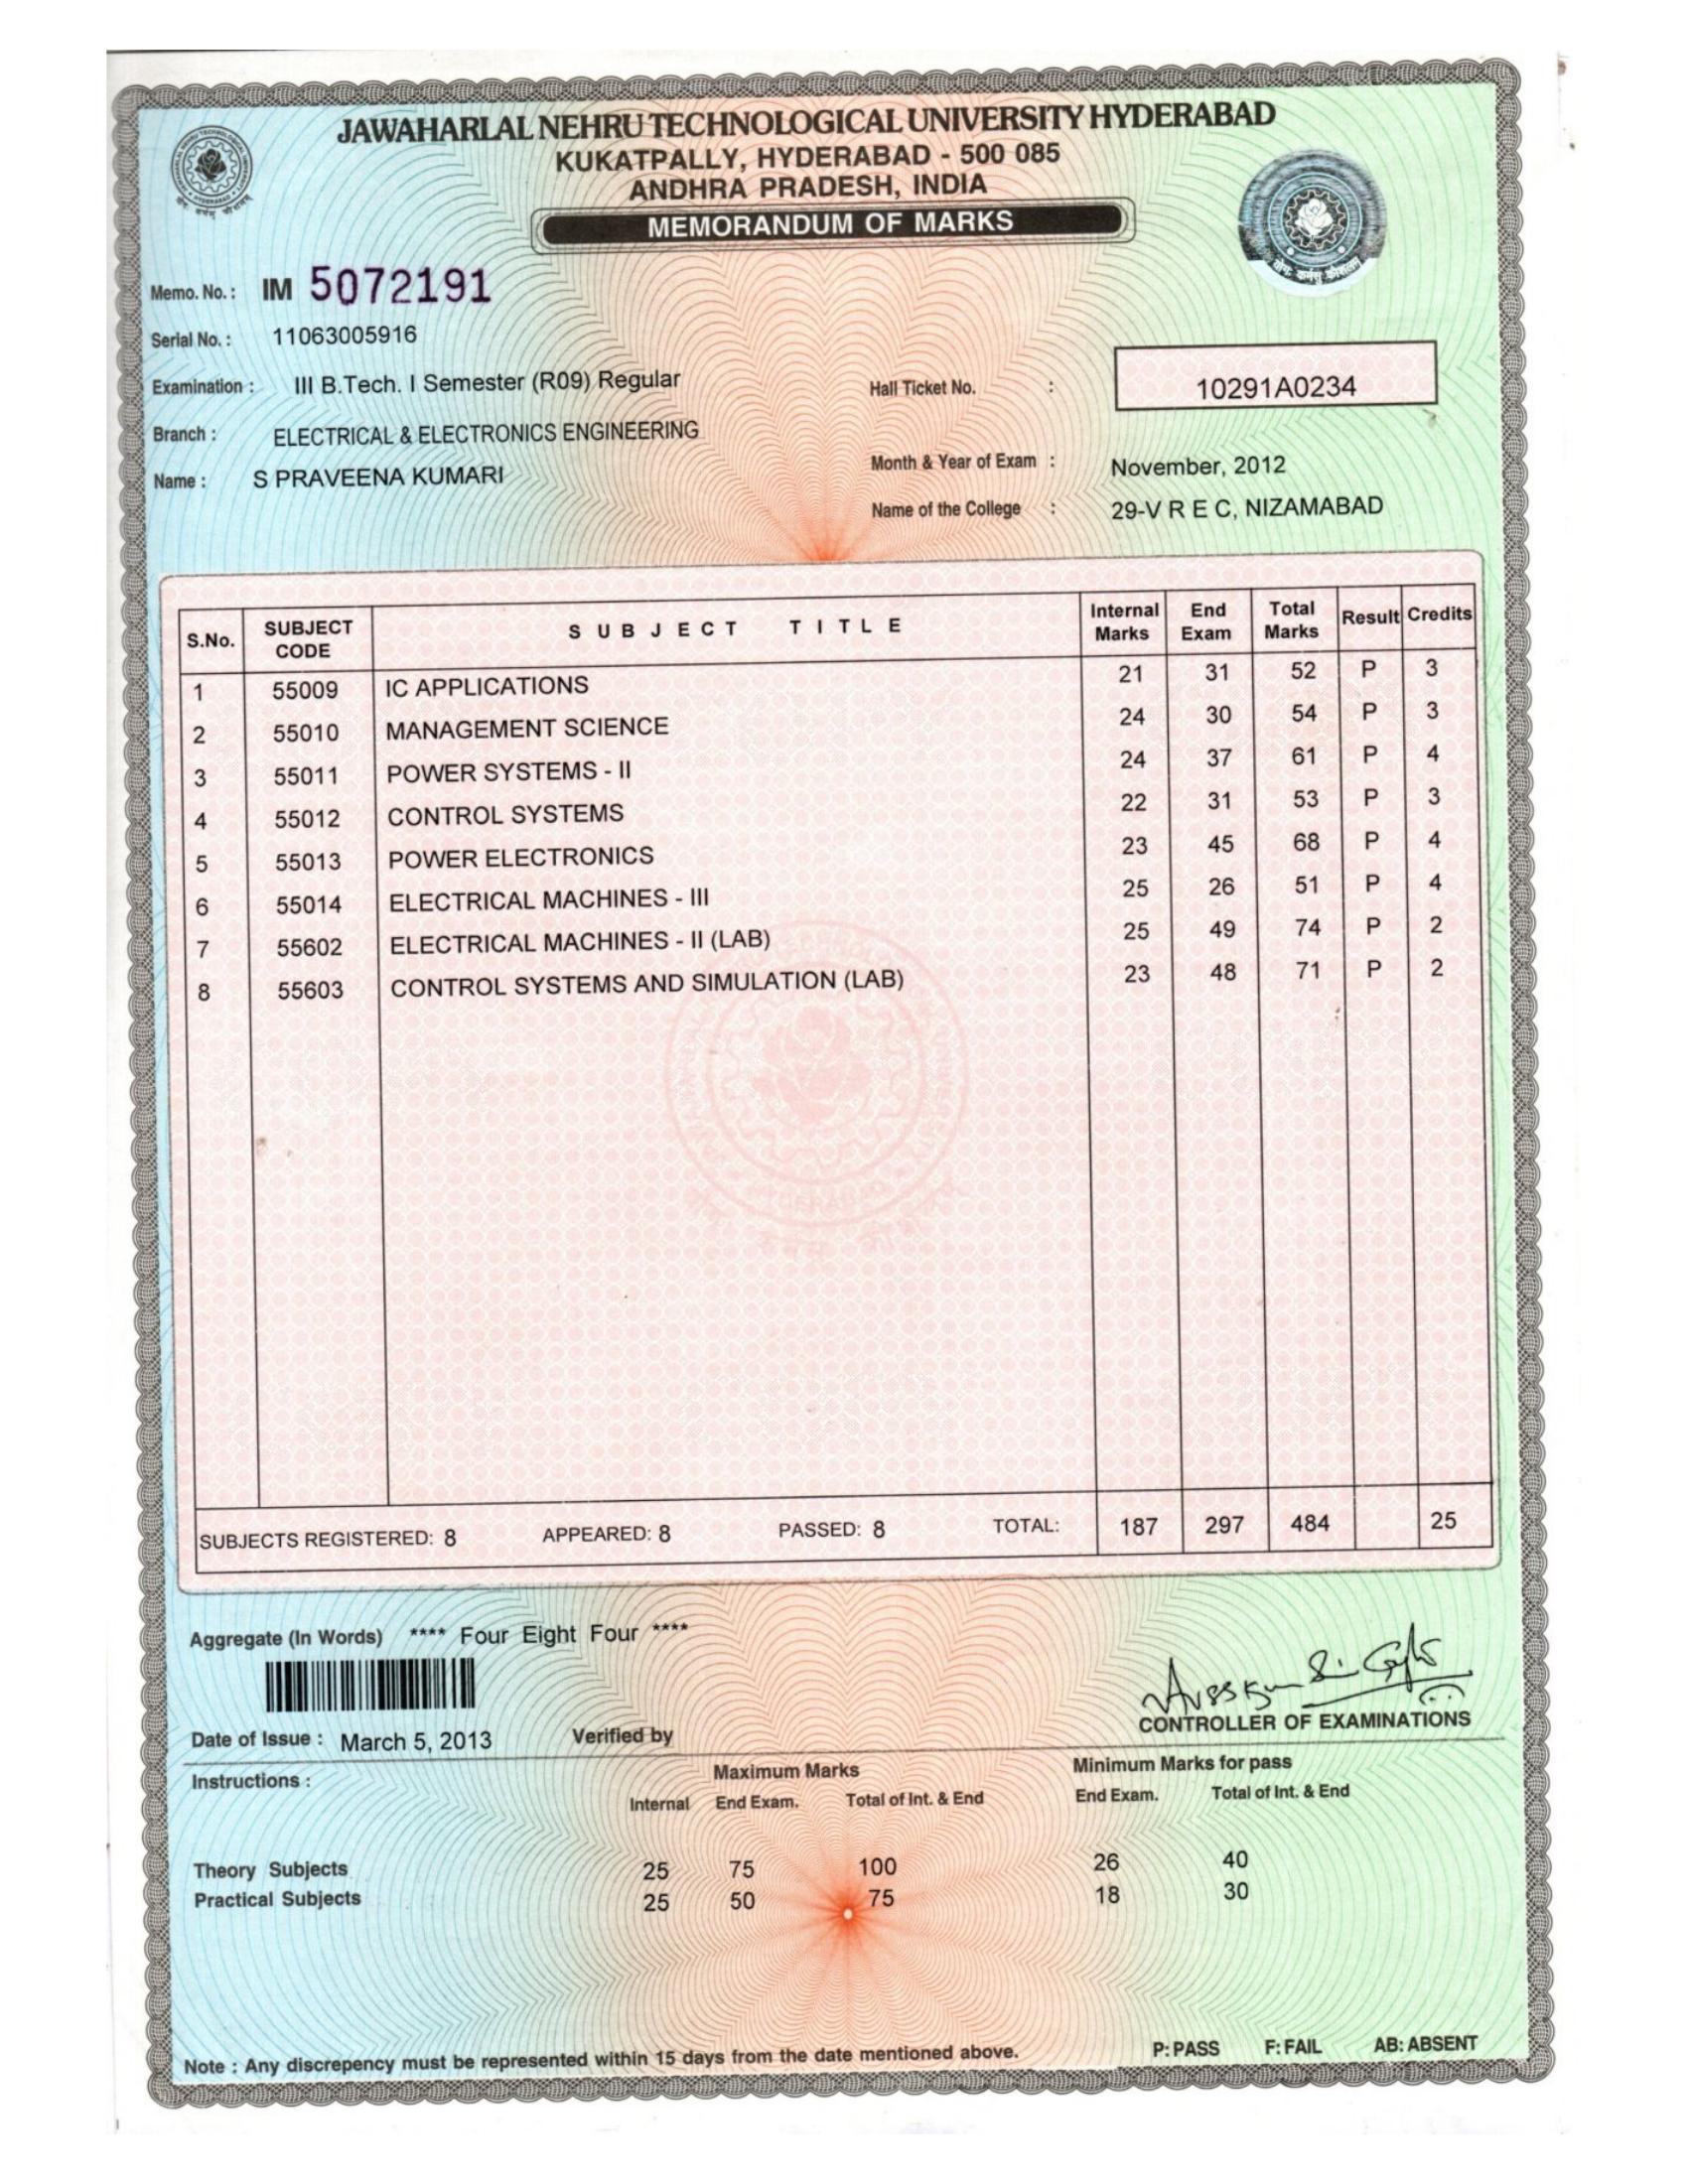 JAWAHARLAL NEHRU TECHNOLOGICAL UNIVERSITY HYDERABAD
KUKATPALLY, HYDERABAD - 500 085
ANDHRA PRADESH, INDIA
MEMORANDUM OF MARKS
Memo. No. : IM 5072191
Serial No. : 11063005916
Examination : III B.Tech. I Semester (R09) Regular
Hall Ticket No. : 10291A0234
Branch : ELECTRICAL & ELECTRONICS ENGINEERING
Month & Year of Exam : November, 2012
Name : S PRAVEENA KUMARI
Name of the College : 29-V R E C, NIZAMABAD
S.No. SUBJECT CODE SUBJECT TITLE Internal Marks End Exam Total Marks Result Credits
1 55009 IC APPLICATIONS 21 31 52 P 3
2 55010 MANAGEMENT SCIENCE 24 30 54 P 3
3 55011 POWER SYSTEMS - II 24 37 61 P 4
4 55012 CONTROL SYSTEMS 22 31 53 P 3
5 55013 POWER ELECTRONICS 23 45 68 P 4
6 55014 ELECTRICAL MACHINES - III 25 26 51 P 4
7 55602 ELECTRICAL MACHINES - II (LAB) 25 49 74 P 2
8 55603 CONTROL SYSTEMS AND SIMULATION (LAB) 23 48 71 P 2
SUBJECTS REGISTERED: 8 APPEARED: 8 PASSED: 8 TOTAL: 187 297 484 25
Aggregate (In Words) **** Four Eight Four ****
CONTROLLER OF EXAMINATIONS
Date of Issue : March 5, 2013 Verified by
Instructions : Maximum Marks Minimum Marks for pass
Internal End Exam. Total of Int. & End End Exam. Total of Int. & End
Theory Subjects 25 75 100 26 40
Practical Subjects 25 50 75 18 30
Note : Any discrepency must be represented within 15 days from the date mentioned above. P: PASS F: FAIL AB: ABSENT